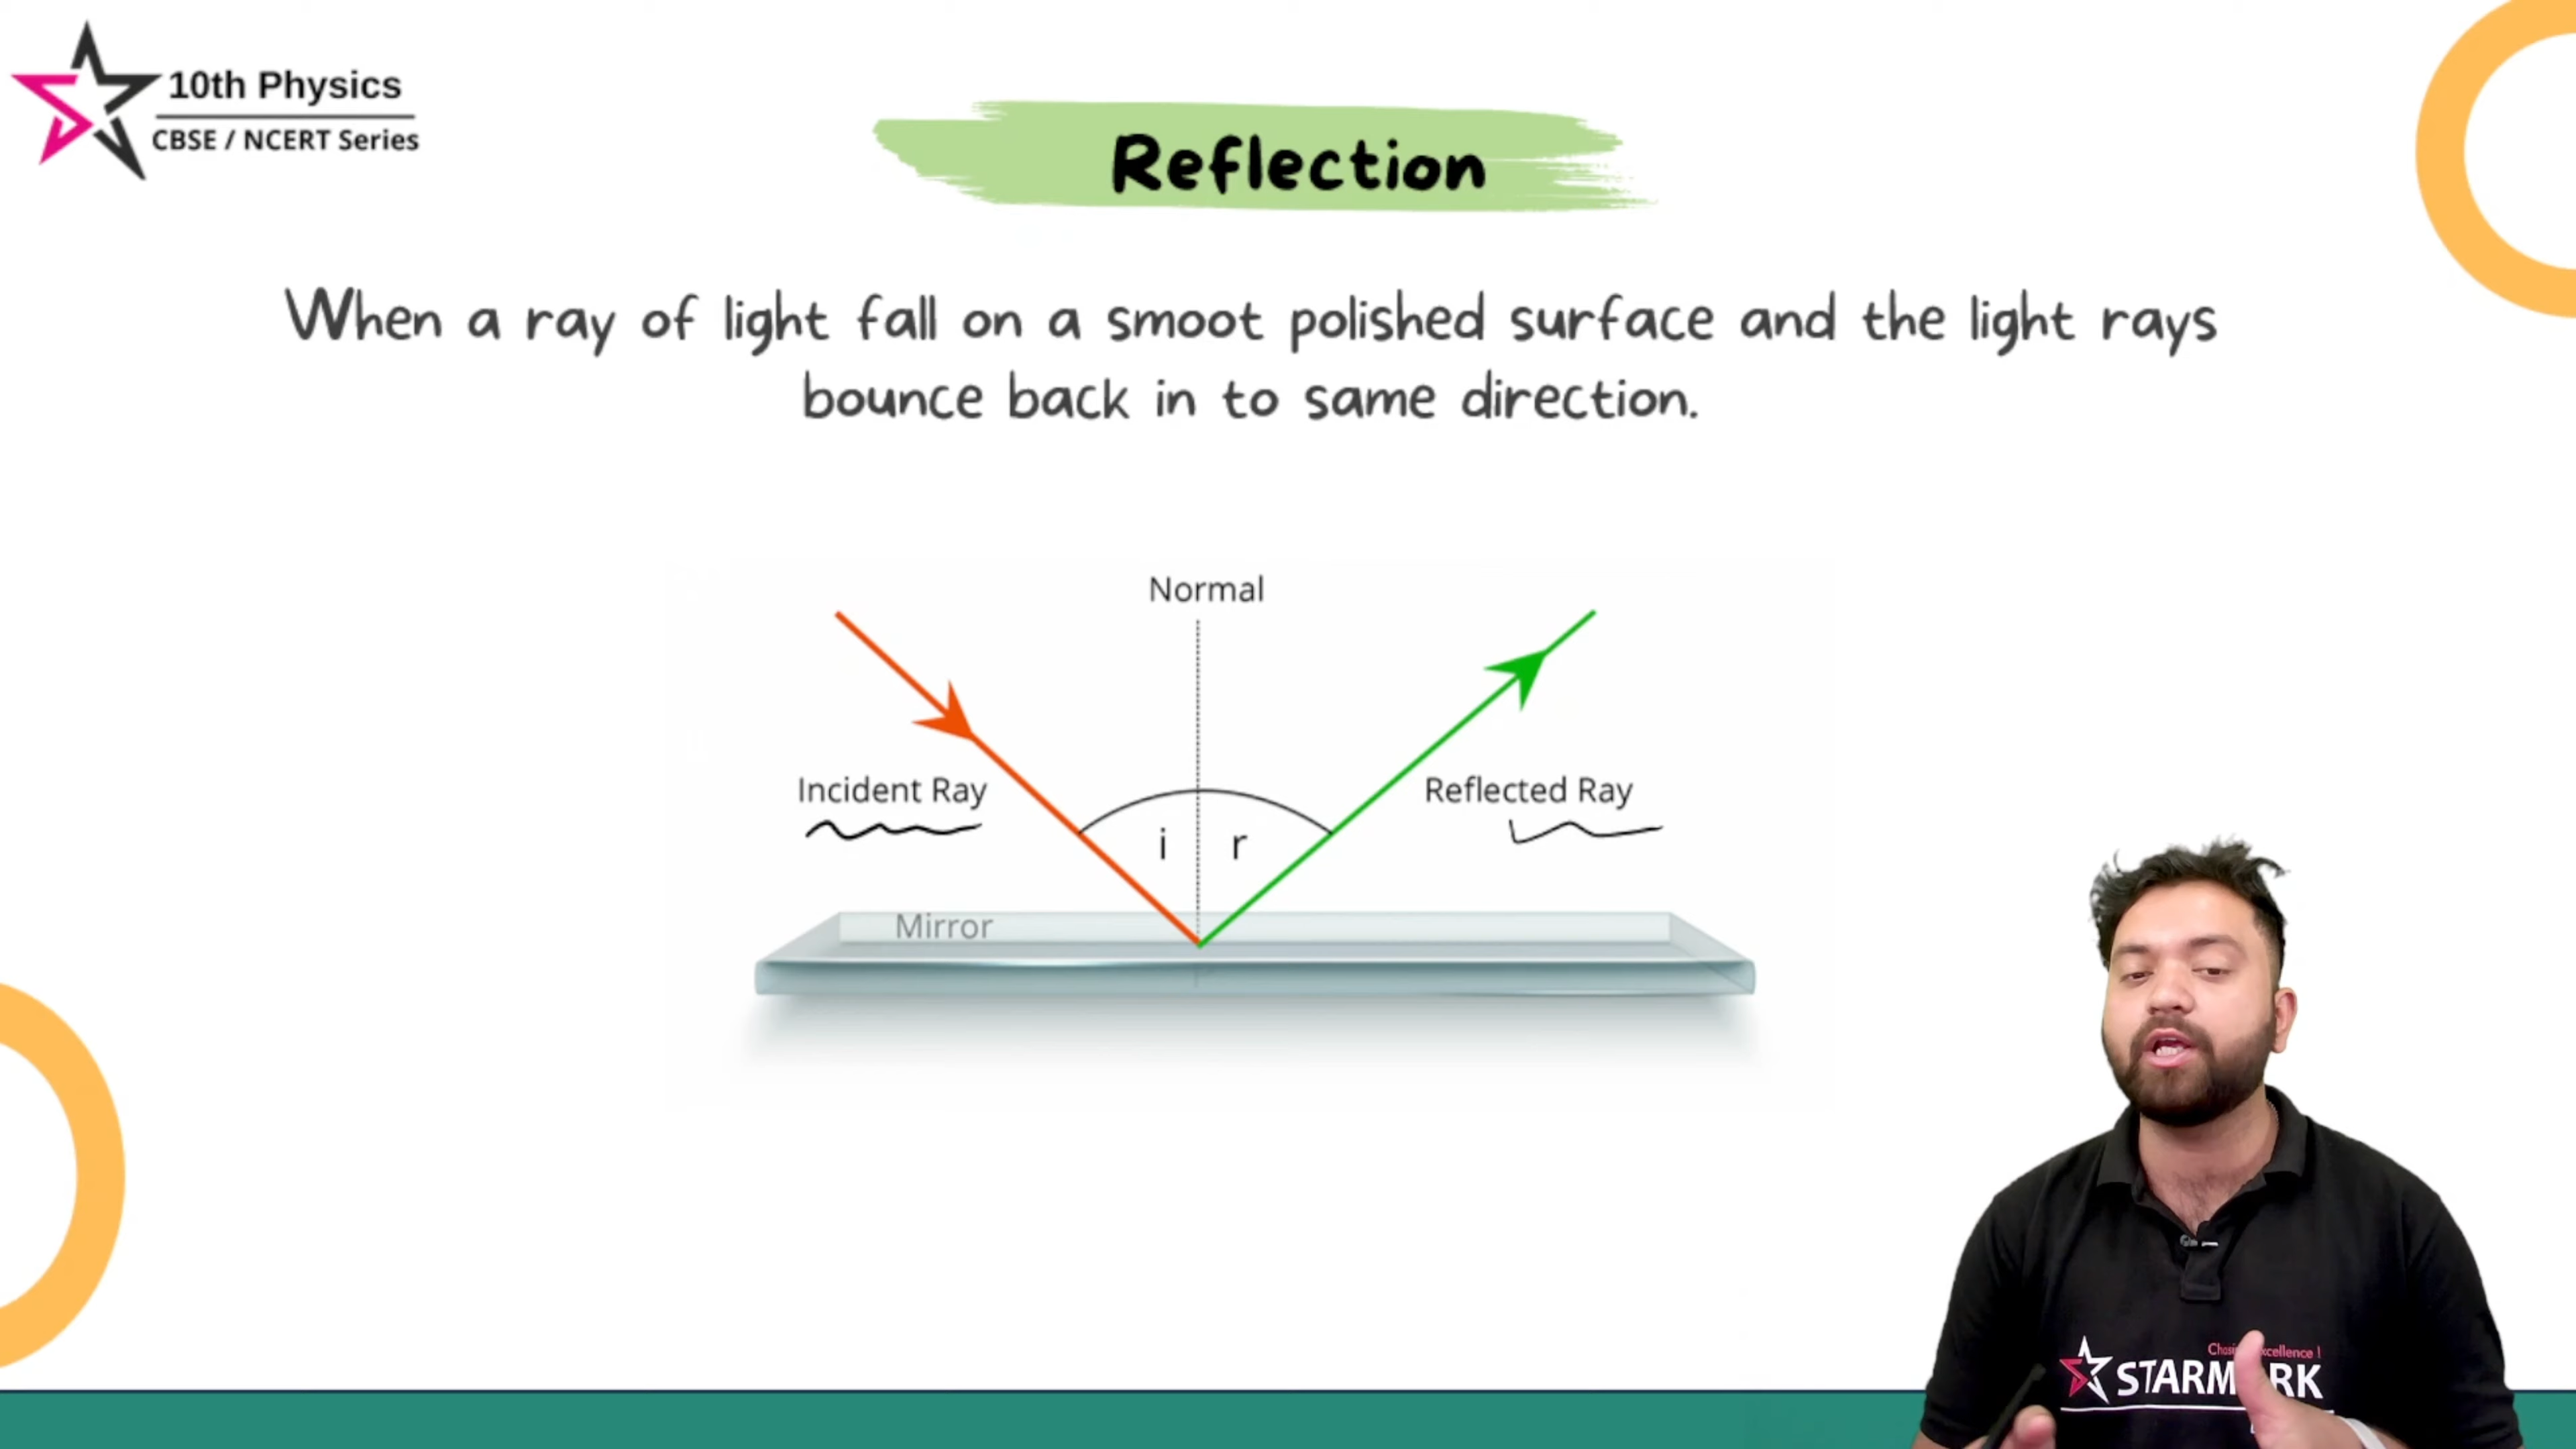 10th Physics
CBSE / NCERT Series
Reflection
When a ray of light fall on a smoot polished surface and the light rays
bounce back in to same direction.
Normal
Incident Ray
Reflected Ray
i r
Mirror
STARM RK